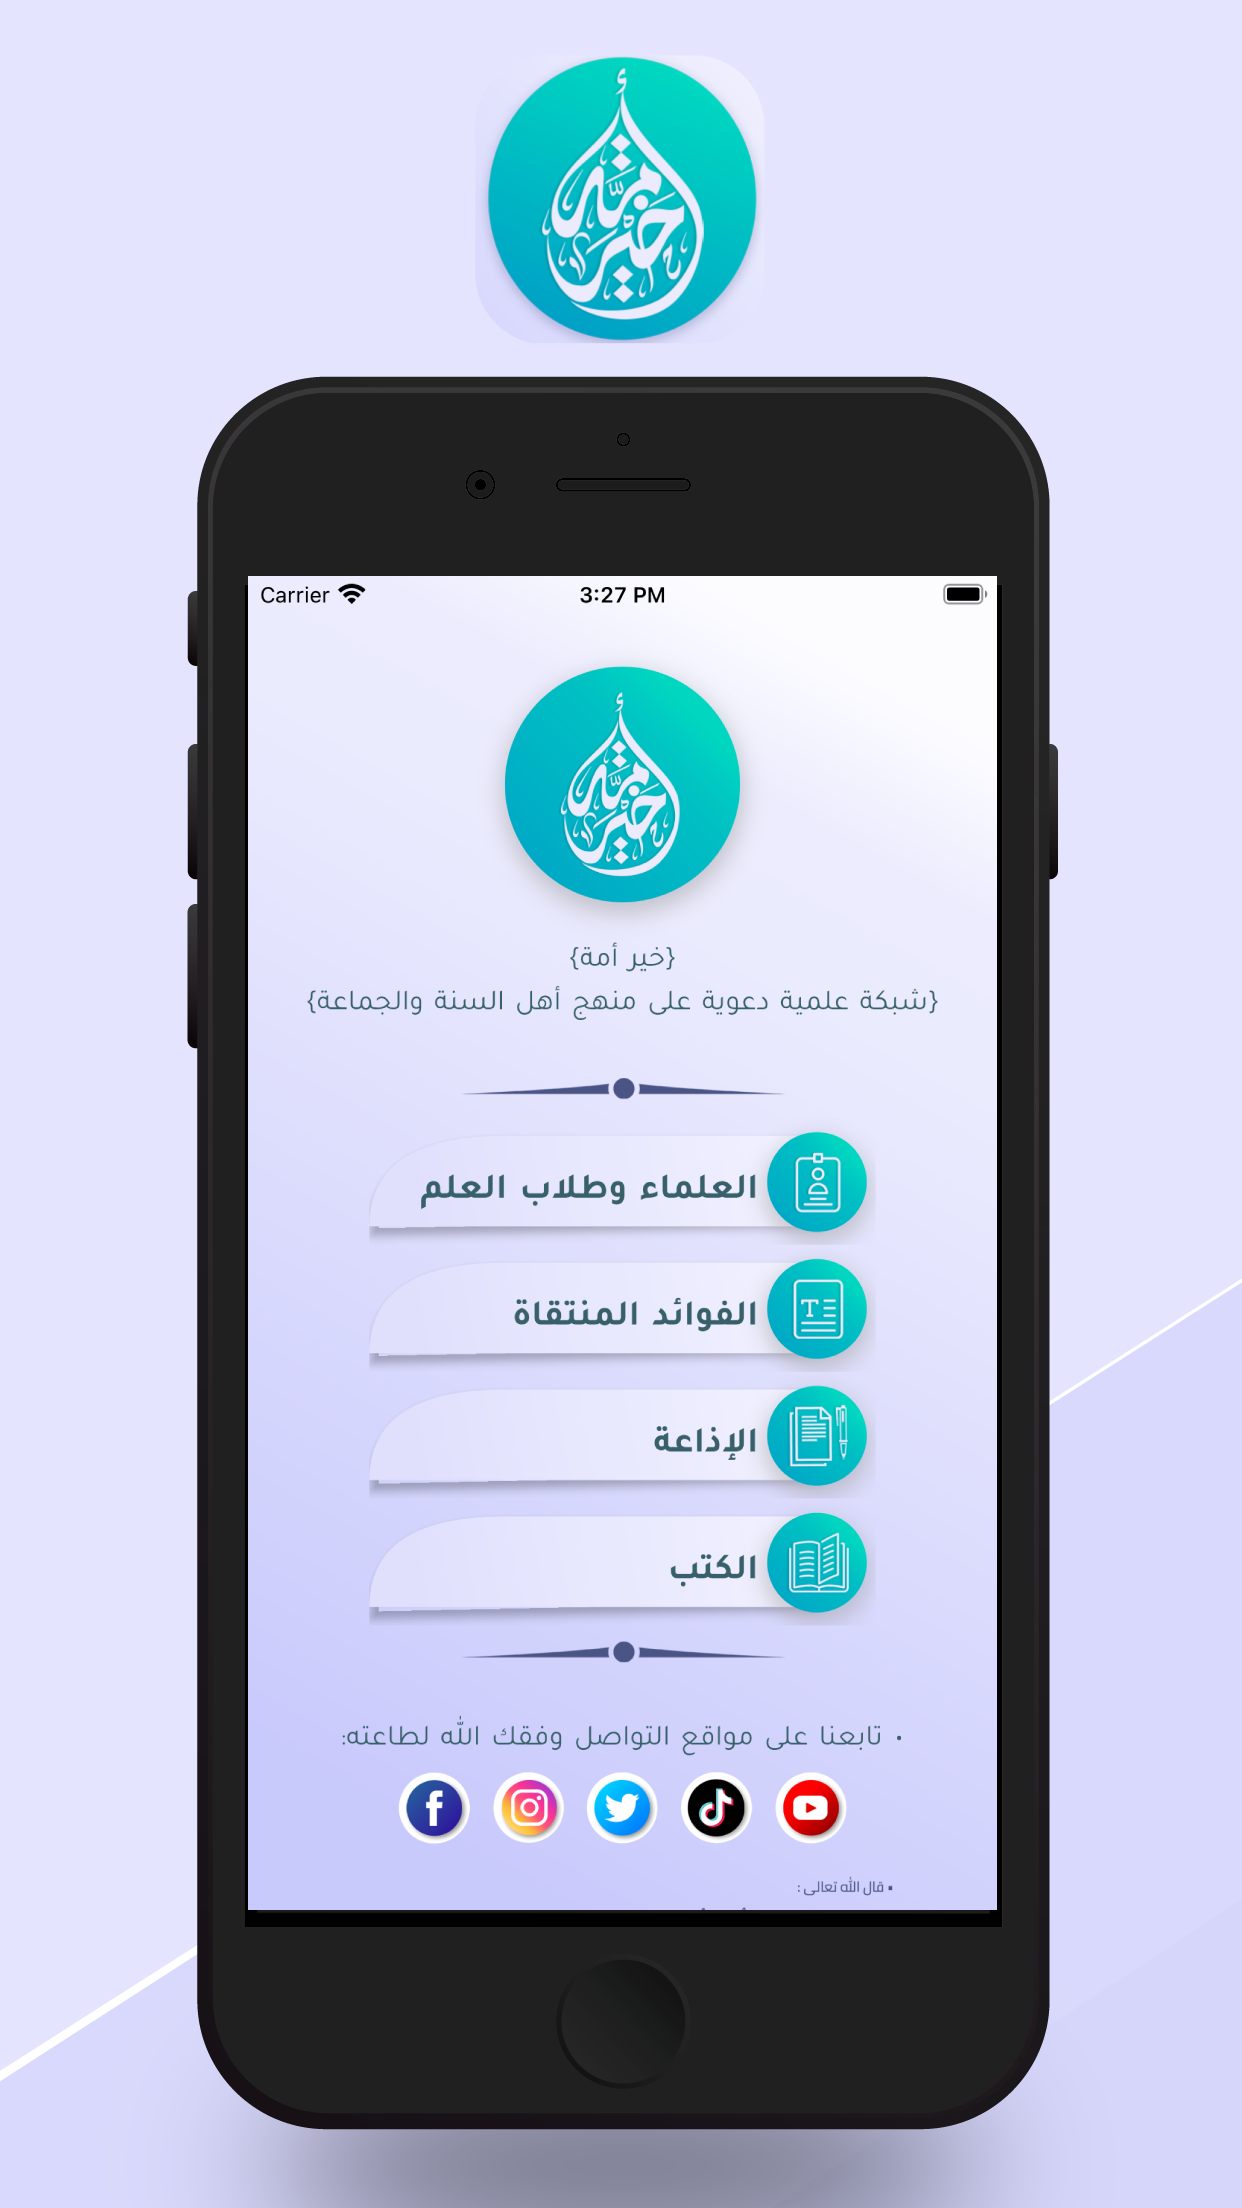 خير أمة
Carrier
3:27 PM
خير أمة
{خير أمة}
{شبكة علمية دعوية على منهج أهل السنة والجماعة}
العلماء وطلاب العلم
الفوائد المنتقاة
الإذاعة
الكتب
• تابعنا على مواقع التواصل وفقك الله لطاعته:
• قال الله تعالى :